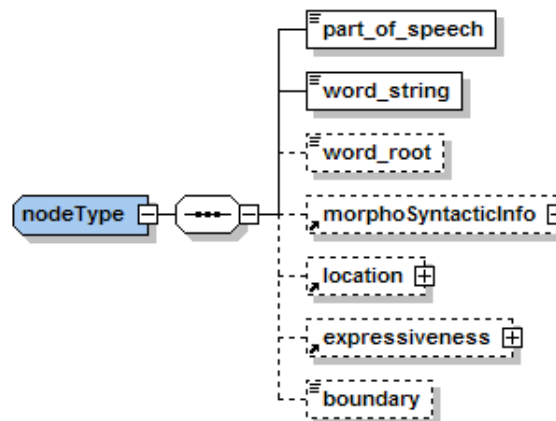 part_of_speech
word_string
word_root
nodeType
morphoSyntacticInfo
location
expressiveness
boundary